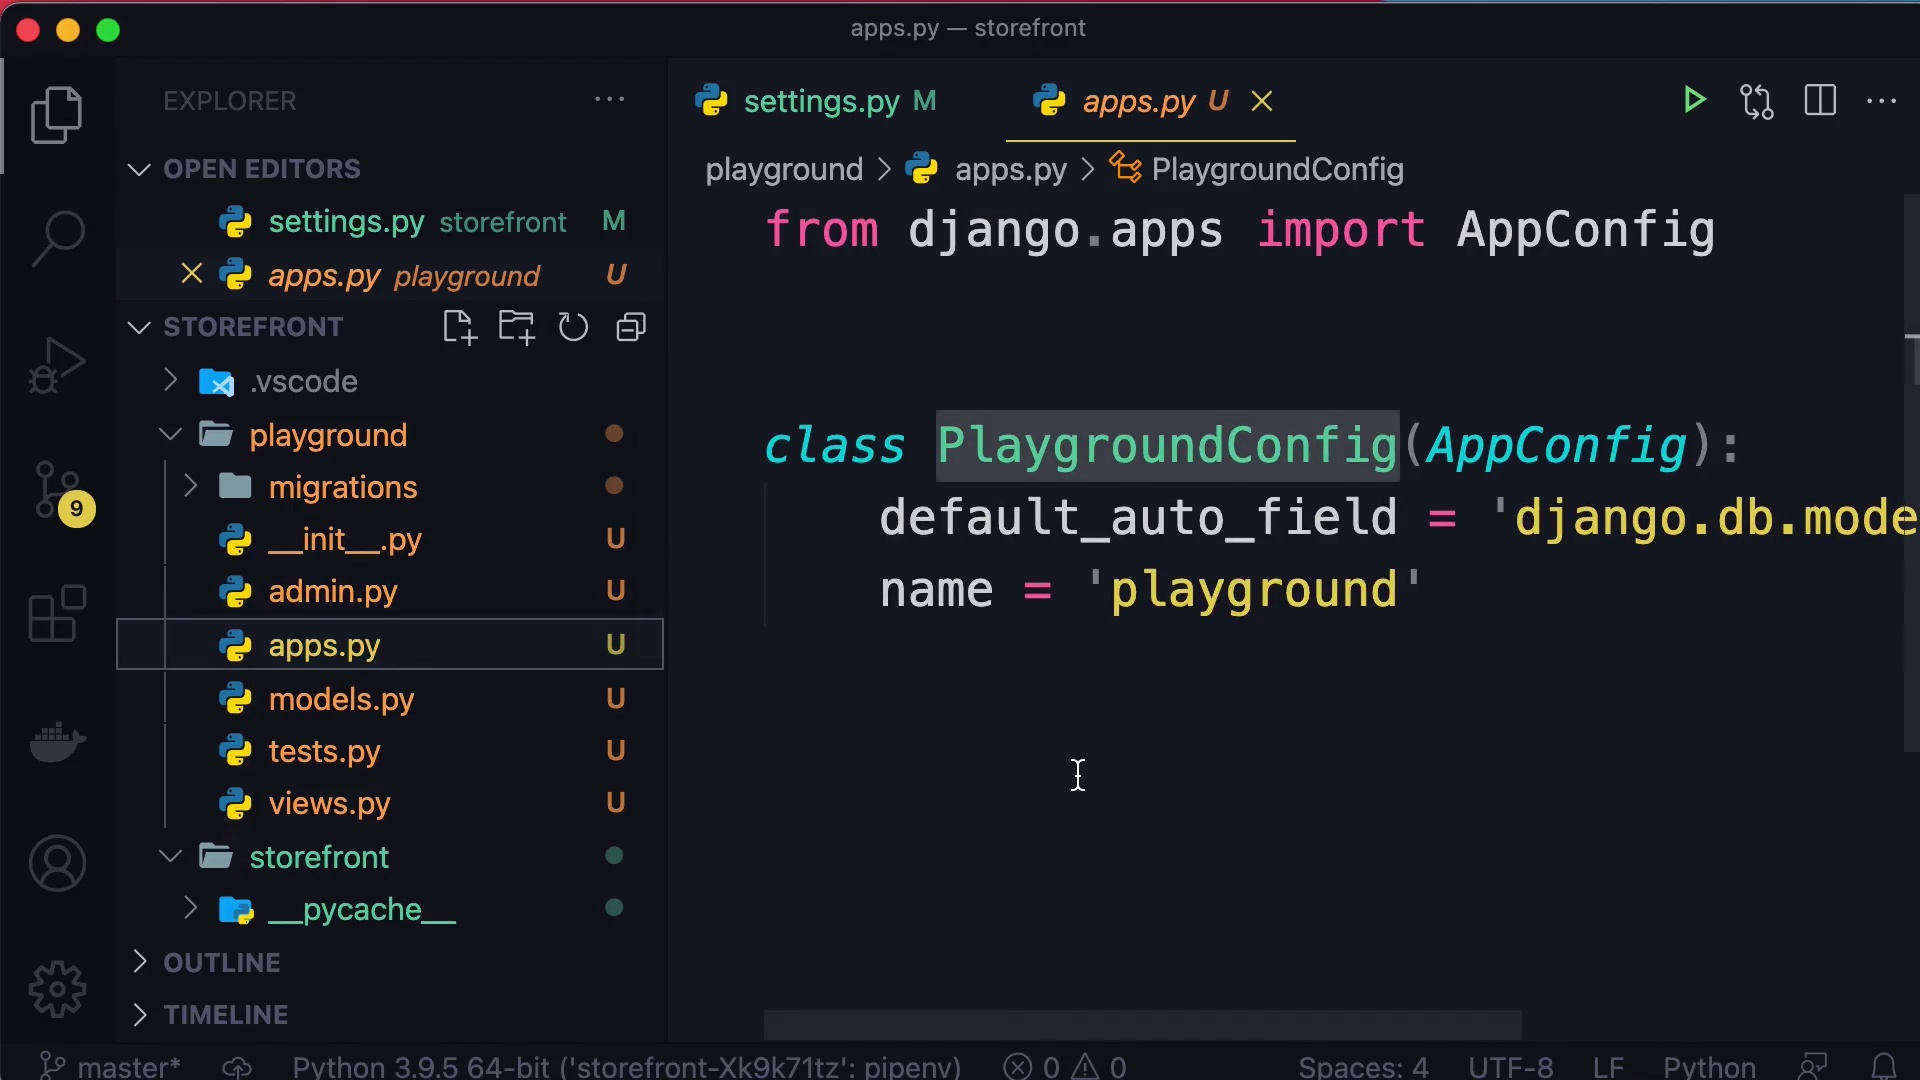 apps.py — storefront
EXPLORER
OPEN EDITORS
settings.py storefront M
apps.py playground U
STOREFRONT
.vscode
playground
migrations
__init__.py U
admin.py U
apps.py U
models.py U
tests.py U
views.py U
storefront
__pycache__
OUTLINE
TIMELINE
9
settings.py M
apps.py U
playground > apps.py > PlaygroundConfig
from django.apps import AppConfig
class PlaygroundConfig(AppConfig):
default_auto_field = 'django.db.mode
name = 'playground'
master* Python 3.9.5 64-bit ('storefront-Xk9k71tz': pipenv) 0 0 Spaces: 4 UTF-8 LF Python